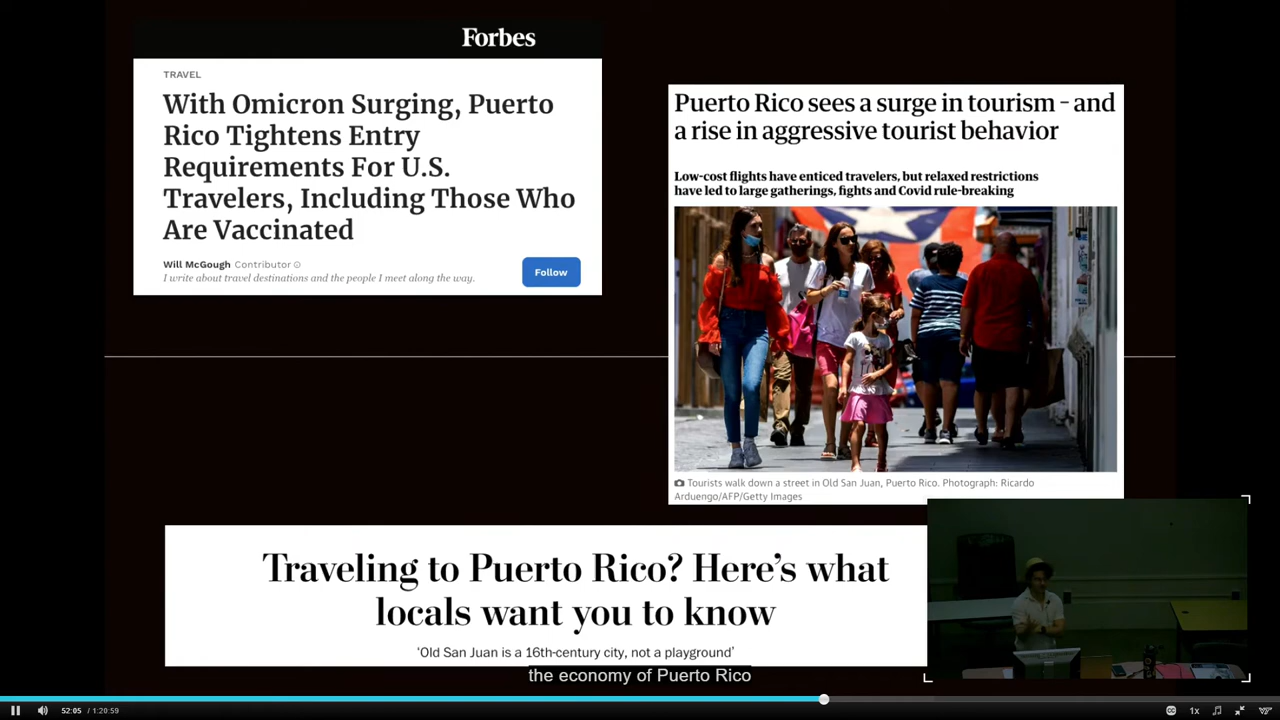 Forbes
TRAVEL
With Omicron Surging, Puerto
Rico Tightens Entry
Requirements For U.S.
Travelers, Including Those Who
Are Vaccinated
Will McGough Contributor
I write about travel destinations and the people I meet along the way.
Follow
Puerto Rico sees a surge in tourism – and
a rise in aggressive tourist behavior
Low-cost flights have enticed travelers, but relaxed restrictions
have led to large gatherings, fights and Covid rule-breaking
Tourists walk down a street in Old San Juan, Puerto Rico. Photograph: Ricardo
Arduengo/AFP/Getty Images
Traveling to Puerto Rico? Here's what
locals want you to know
'Old San Juan is a 16th-century city, not a playground'
the economy of Puerto Rico
52:05 / 1:20:59
CC
1x